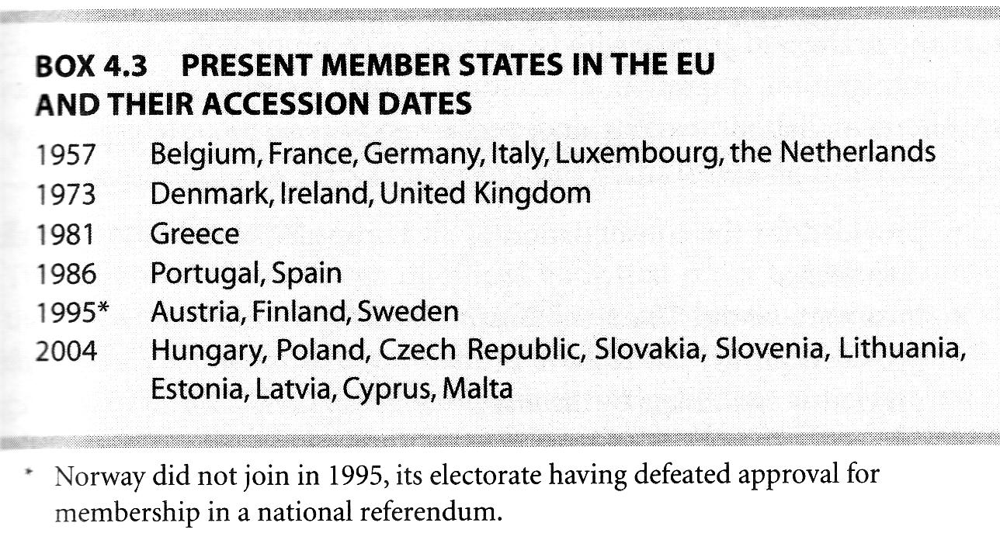 BOX 4.3 PRESENT MEMBER STATES IN THE EU
AND THEIR ACCESSION DATES
1957 Belgium, France, Germany, Italy, Luxembourg, the Netherlands
1973 Denmark, Ireland, United Kingdom
1981 Greece
1986 Portugal, Spain
1995* Austria, Finland, Sweden
2004 Hungary, Poland, Czech Republic, Slovakia, Slovenia, Lithuania,
Estonia, Latvia, Cyprus, Malta
* Norway did not join in 1995, its electorate having defeated approval for
membership in a national referendum.